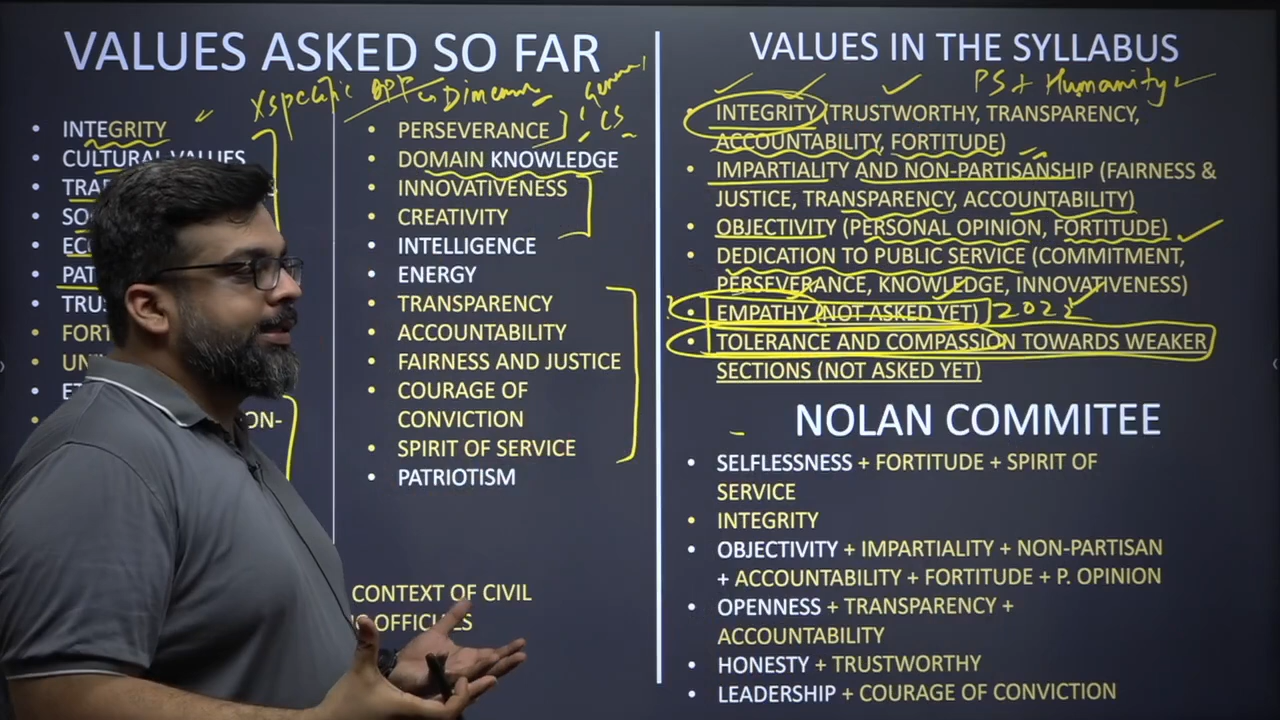 VALUES ASKED SO FAR
• INTEGRITY
• CULTURAL VALUES
• PERSEVERANCE
• DOMAIN KNOWLEDGE
• INNOVATIVENESS
• CREATIVITY
• INTELLIGENCE
• ENERGY
• TRANSPARENCY
• ACCOUNTABILITY
• FAIRNESS AND JUSTICE
• COURAGE OF
CONVICTION
• SPIRIT OF SERVICE
• PATRIOTISM
CONTEXT OF CIVIL
VALUES IN THE SYLLABUS
PS + Humanity
• INTEGRITY (TRUSTWORTHY, TRANSPARENCY,
ACCOUNTABILITY, FORTITUDE)
• IMPARTIALITY AND NON-PARTISANSHIP (FAIRNESS &
JUSTICE, TRANSPARENCY, ACCOUNTABILITY)
• OBJECTIVITY (PERSONAL OPINION, FORTITUDE)
• DEDICATION TO PUBLIC SERVICE (COMMITMENT,
PERSEVERANCE, KNOWLEDGE, INNOVATIVENESS)
• EMPATHY (NOT ASKED YET)
• TOLERANCE AND COMPASSION TOWARDS WEAKER
SECTIONS (NOT ASKED YET)
NOLAN COMMITEE
• SELFLESSNESS + FORTITUDE + SPIRIT OF
SERVICE
• INTEGRITY
• OBJECTIVITY + IMPARTIALITY + NON-PARTISAN
+ ACCOUNTABILITY + FORTITUDE + P. OPINION
• OPENNESS + TRANSPARENCY +
ACCOUNTABILITY
• HONESTY + TRUSTWORTHY
• LEADERSHIP + COURAGE OF CONVICTION